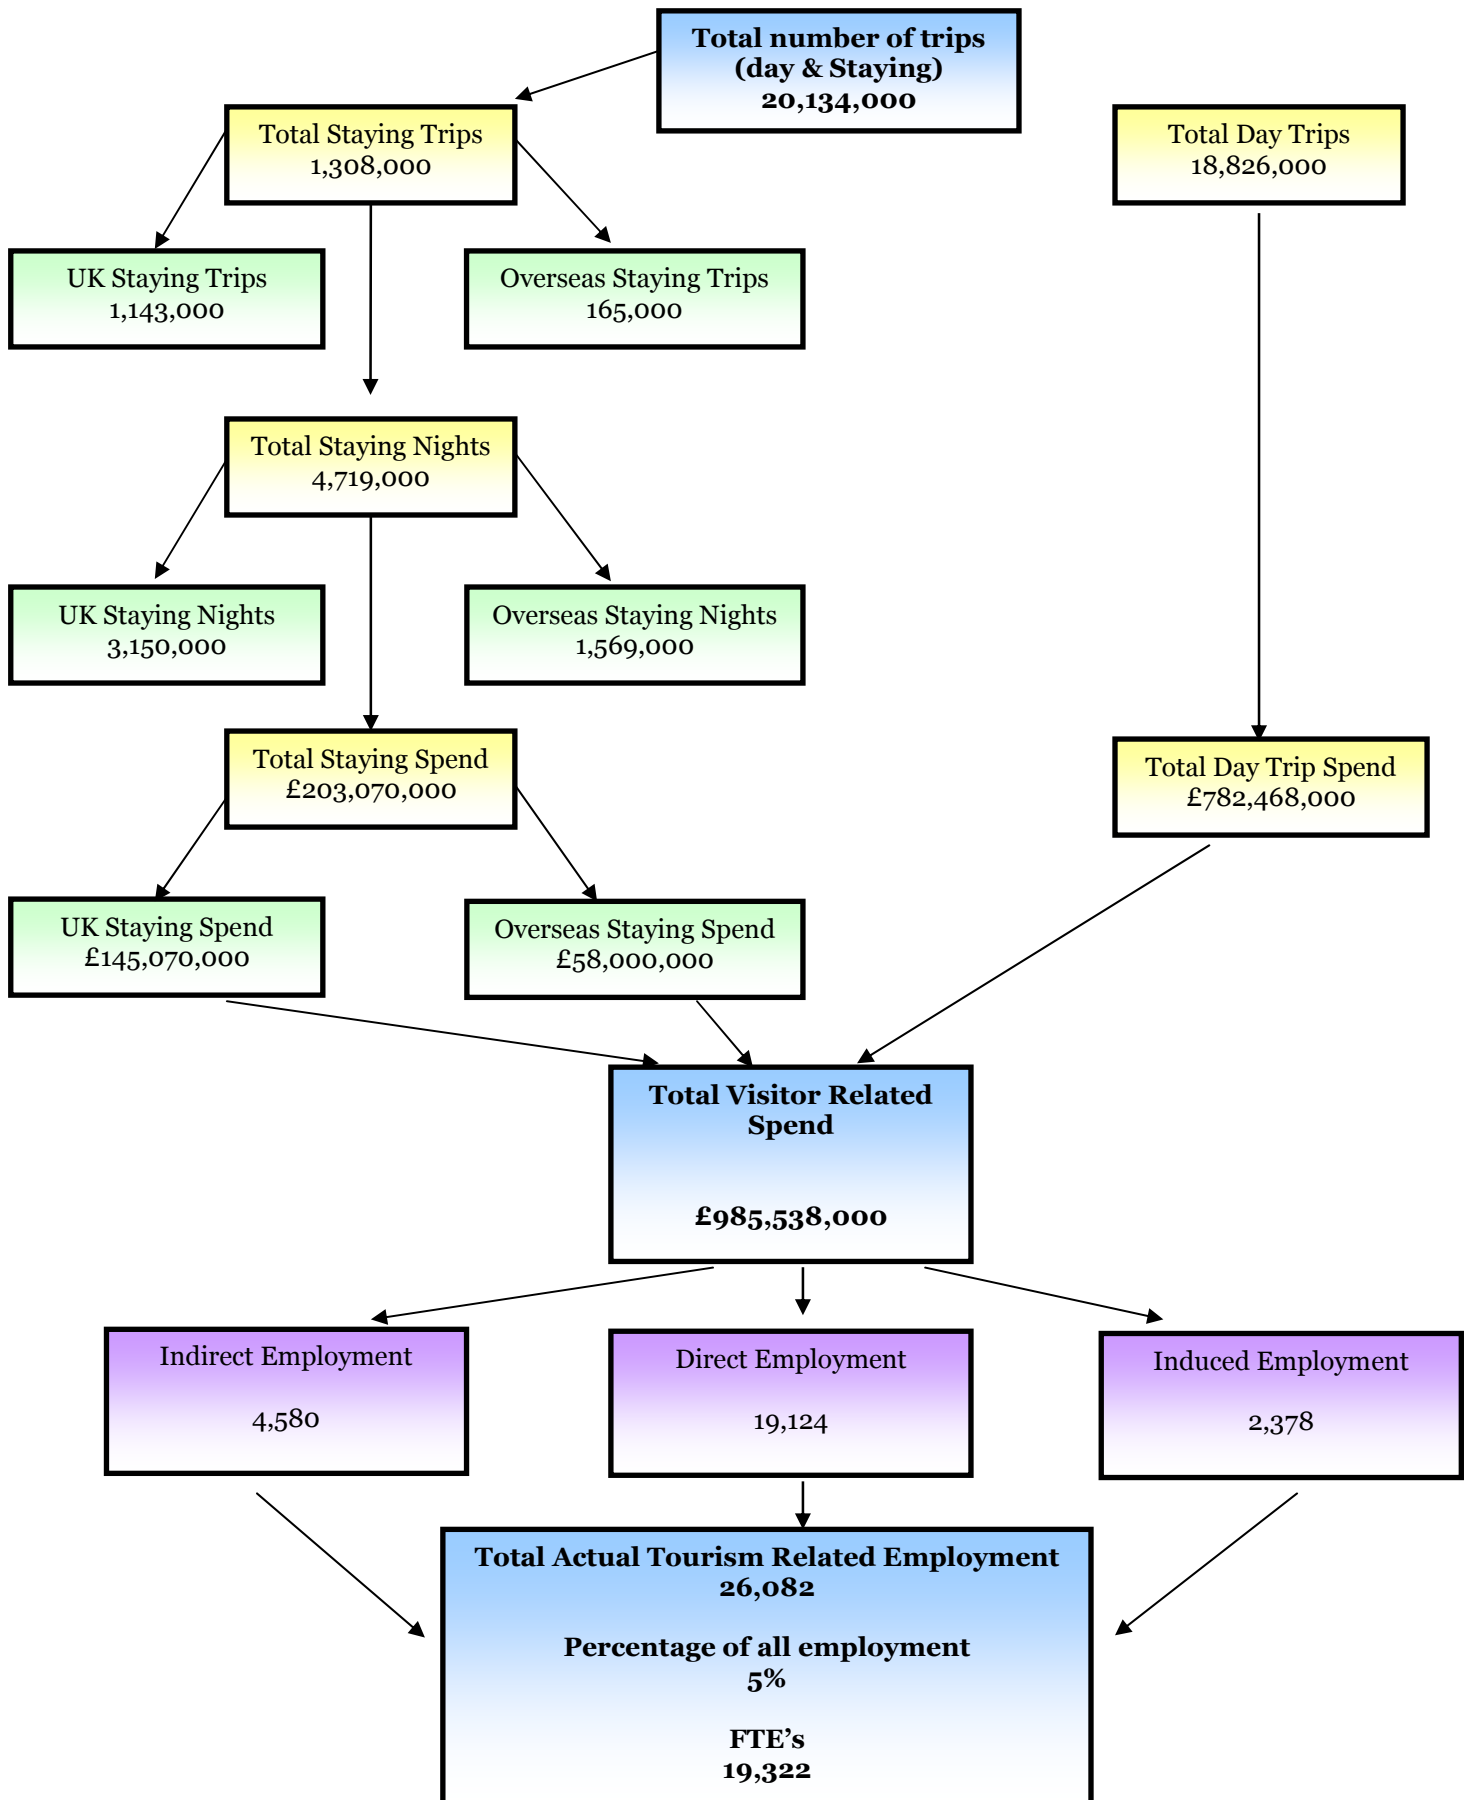 Total number of trips
(day & Staying)
20,134,000
Total Staying Trips
1,308,000
Total Day Trips
18,826,000
UK Staying Trips
1,143,000
Overseas Staying Trips
165,000
Total Staying Nights
4,719,000
UK Staying Nights
3,150,000
Overseas Staying Nights
1,569,000
Total Staying Spend
£203,070,000
Total Day Trip Spend
£782,468,000
UK Staying Spend
£145,070,000
Overseas Staying Spend
£58,000,000
Total Visitor Related
Spend
£985,538,000
Indirect Employment
4,580
Direct Employment
19,124
Induced Employment
2,378
Total Actual Tourism Related Employment
26,082
Percentage of all employment
5%
FTE’s
19,322